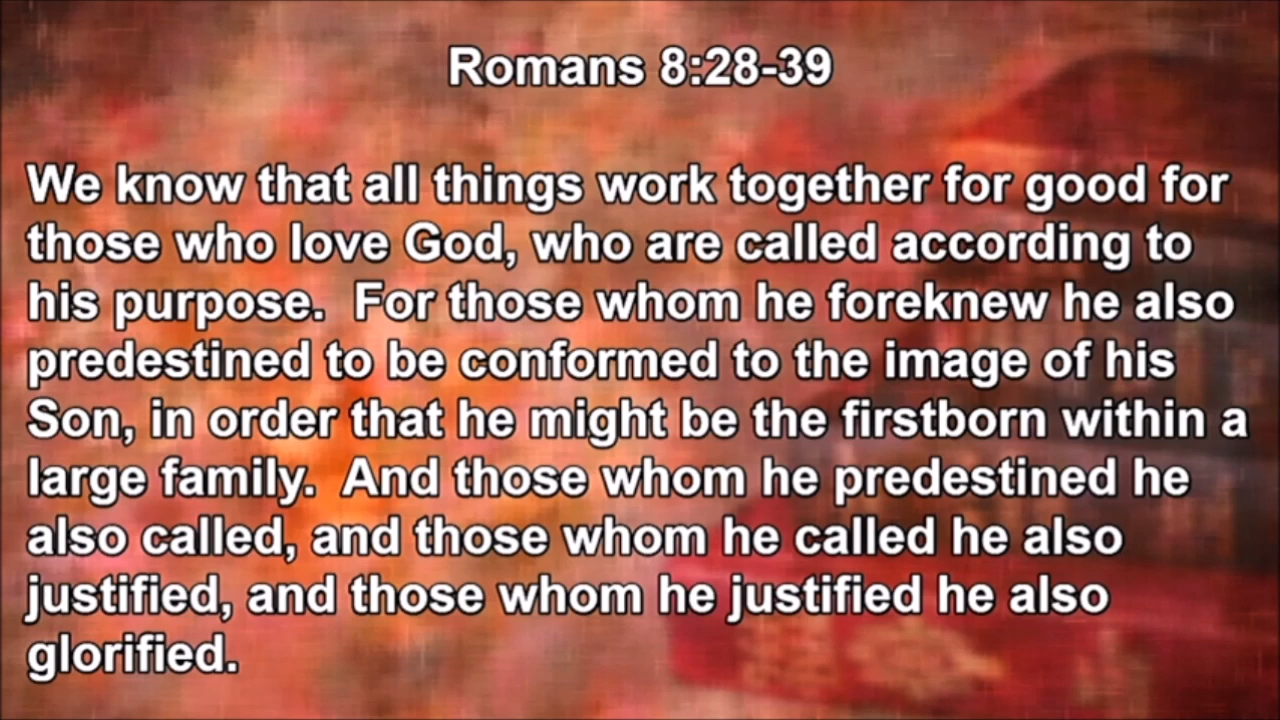 Romans 8:28-39
We know that all things work together for good for
those who love God, who are called according to
his purpose.  For those whom he foreknew he also
predestined to be conformed to the image of his
Son, in order that he might be the firstborn within a
large family.  And those whom he predestined he
also called, and those whom he called he also
justified, and those whom he justified he also
glorified.